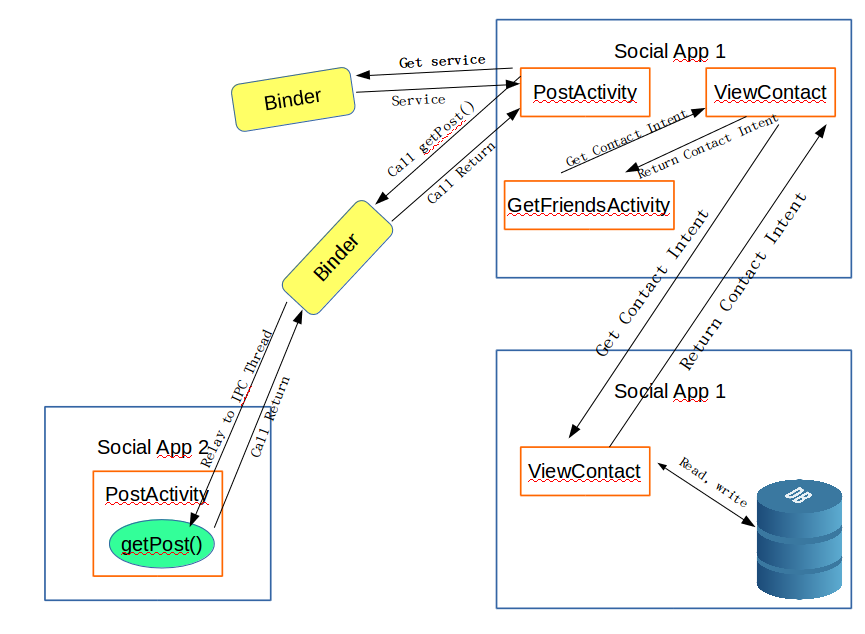 Social App 1
Get service
PostActivity
ViewContact
Binder
Service
Call getPost()
Get Contact Intent
Return Contact Intent
Call Return
GetFriendsActivity
Binder
Get Contact Intent
Return Contact Intent
Relay to IPC Thread
Call Return
Social App 1
Social App 2
ViewContact
Read, write
PostActivity
DB
getPost()